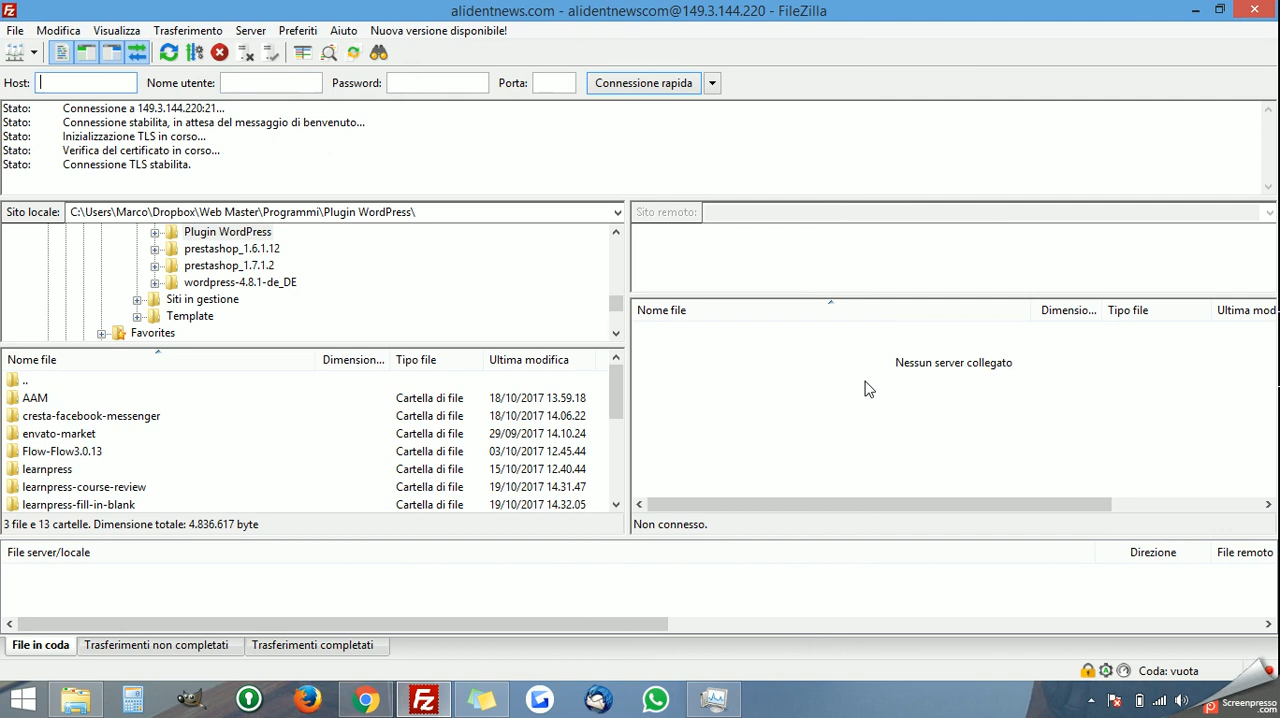 alidentnews.com - alidentnewscom@149.3.144.220 - FileZilla
File Modifica Visualizza Trasferimento Server Preferiti Aiuto Nuova versione disponibile!
Host: Nome utente: Password: Porta: Connessione rapida
Stato: Connessione a 149.3.144.220:21...
Stato: Connessione stabilita, in attesa del messaggio di benvenuto...
Stato: Inizializzazione TLS in corso...
Stato: Verifica del certificato in corso...
Stato: Connessione TLS stabilita.
Sito locale: C:\Users\Marco\Dropbox\Web Master\Programmi\Plugin WordPress\
Sito remoto:
Plugin WordPress
prestashop_1.6.1.12
prestashop_1.7.1.2
wordpress-4.8.1-de_DE
Siti in gestione
Template
Favorites
Nome file Dimension... Tipo file Ultima modifica
..
AAM Cartella di file 18/10/2017 13.59.18
cresta-facebook-messenger Cartella di file 18/10/2017 14.06.22
envato-market Cartella di file 29/09/2017 14.10.24
Flow-Flow3.0.13 Cartella di file 03/10/2017 12.45.44
learnpress Cartella di file 15/10/2017 12.40.44
learnpress-course-review Cartella di file 19/10/2017 14.31.47
learnpress-fill-in-blank Cartella di file 19/10/2017 14.32.05
3 file e 13 cartelle. Dimensione totale: 4.836.617 byte
Nome file Dimensio... Tipo file Ultima mod
Nessun server collegato
Non connesso.
File server/locale Direzione File remoto
File in coda Trasferimenti non completati Trasferimenti completati
Coda: vuota
Screenpresso
.com